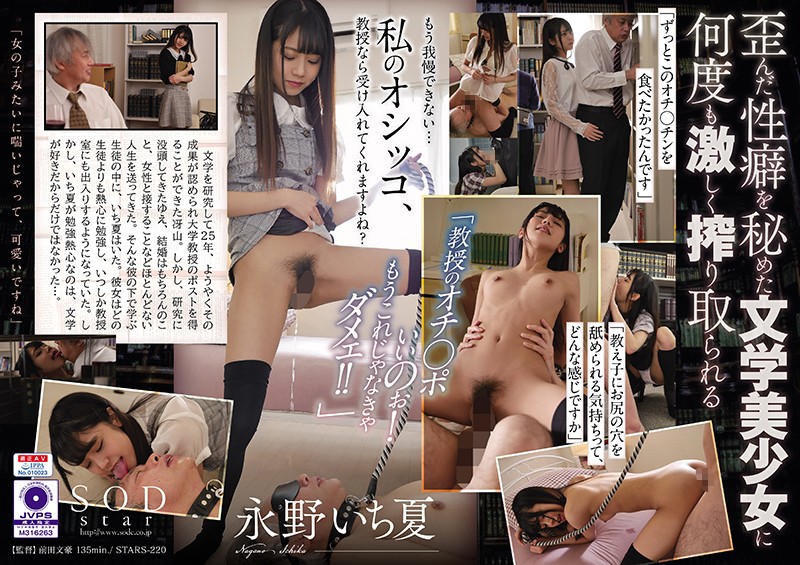 歪んだ性癖を秘めた文学美少女に
何度も激しく搾り取られる
「ずっとこのオチ◯チンを
食べたかったんです」
もう我慢できない…
私のオシッコ、
教授なら受け入れてくれますよね?
「教授のオチ◯ポ
いいのぉ!
もうこれじゃなきゃ
ダメェ!!」
「教え子にお尻の穴を
舐められる気持ちって、
どんな感じですか」
文学を研究して25年、ようやくその
成果が認められ大学教授のポストを得
ることができた冴山。しかし、研究に
没頭してきたゆえ、結婚はもちろんのこ
と、女性と接することなどほとんどない
人生を送ってきた。そんな彼の下で学ぶ
生徒の中に、いち夏はいた。彼女はどの
生徒よりも熱心に勉強し、いつしか教授
室にも出入りするようになっていた。し
かし、いち夏が勉強熱心なのは、文学
が好きだからだけではなかった…。
「女の子みたいに喘いじゃって、可愛いですね」
永野いち夏
Nagano Ichika
適正AV
IPPA
No.010023
JVPS
成人指定
M316263
SOD
star
http://www.sod.co.jp
【監督】前田文豪 135min./ STARS-220